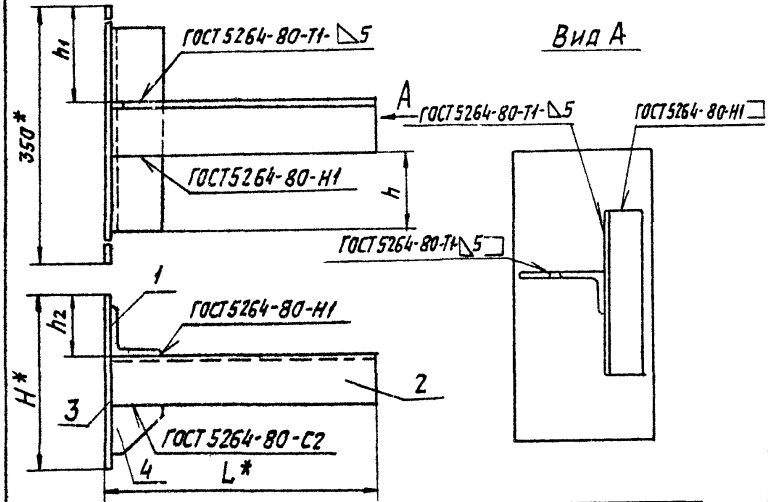 h1
350*
ГОСТ 5264-80-Т1-◺5
ГОСТ 5264-80-Н1
h
А
Вид А
ГОСТ 5264-80-Т1-◺5
ГОСТ 5264-80-Н1□
ГОСТ 5264-80-Т1◺5□
h2
H*
1
ГОСТ 5264-80-Н1
2
3
ГОСТ 5264-80-С2
4
L*